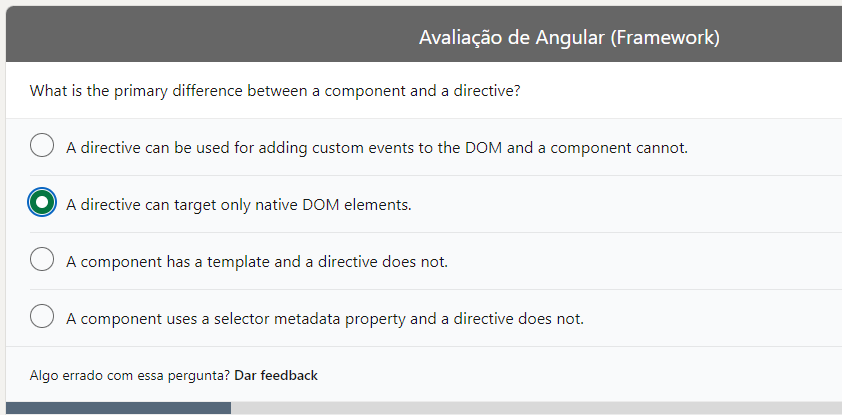 Avaliação de Angular (Framework)
What is the primary difference between a component and a directive?
A directive can be used for adding custom events to the DOM and a component cannot.
A directive can target only native DOM elements.
A component has a template and a directive does not.
A component uses a selector metadata property and a directive does not.
Algo errado com essa pergunta? Dar feedback